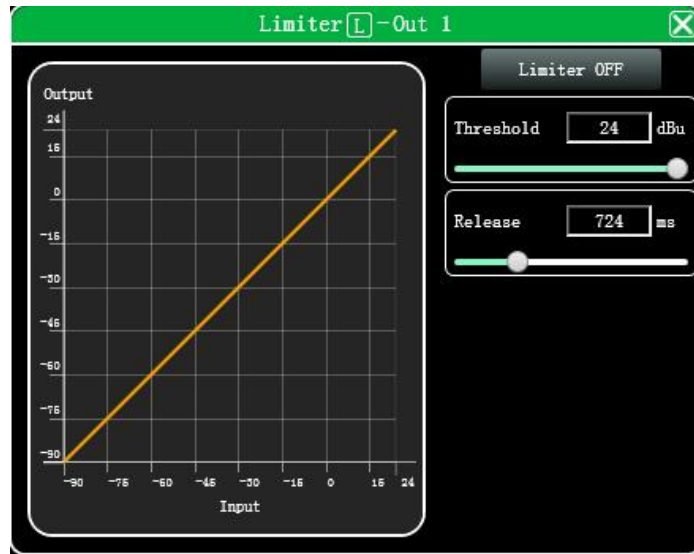 Limiter L -Out 1
Limiter OFF
Output
24
15
0
-15
-30
-45
-60
-75
-90
-90 -75 -60 -45 -30 -15 0 15 24
Input
Threshold 24 dBu
Release 724 ms